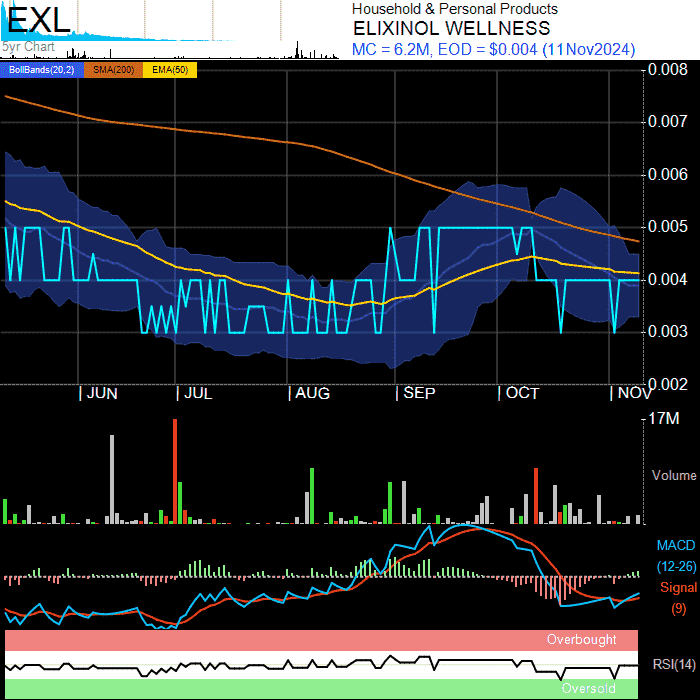 EXL
Household & Personal Products
ELIXINOL WELLNESS
5yr Chart
MC = 6.2M, EOD = $0.004 (11Nov2024)
BollBands(20,2) SMA(200) EMA(50)
0.008
0.007
0.006
0.005
0.004
0.003
0.002
JUN JUL AUG SEP OCT NOV
17M
Volume
MACD
(12-26)
Signal
(9)
Overbought
RSI(14)
Oversold